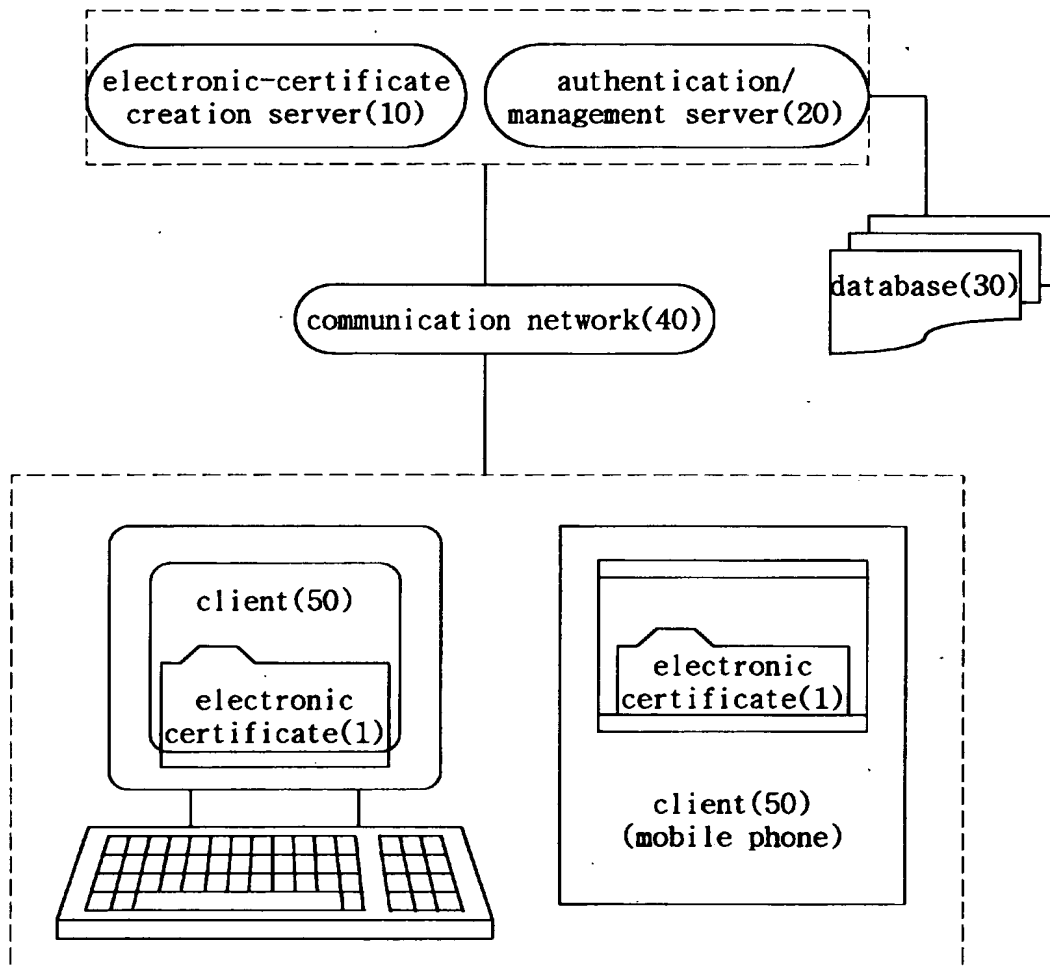 electronic-certificate
creation server(10)
authentication/
management server(20)
database(30)
communication network(40)
client(50)
electronic
certificate(1)
electronic
certificate(1)
client(50)
(mobile phone)